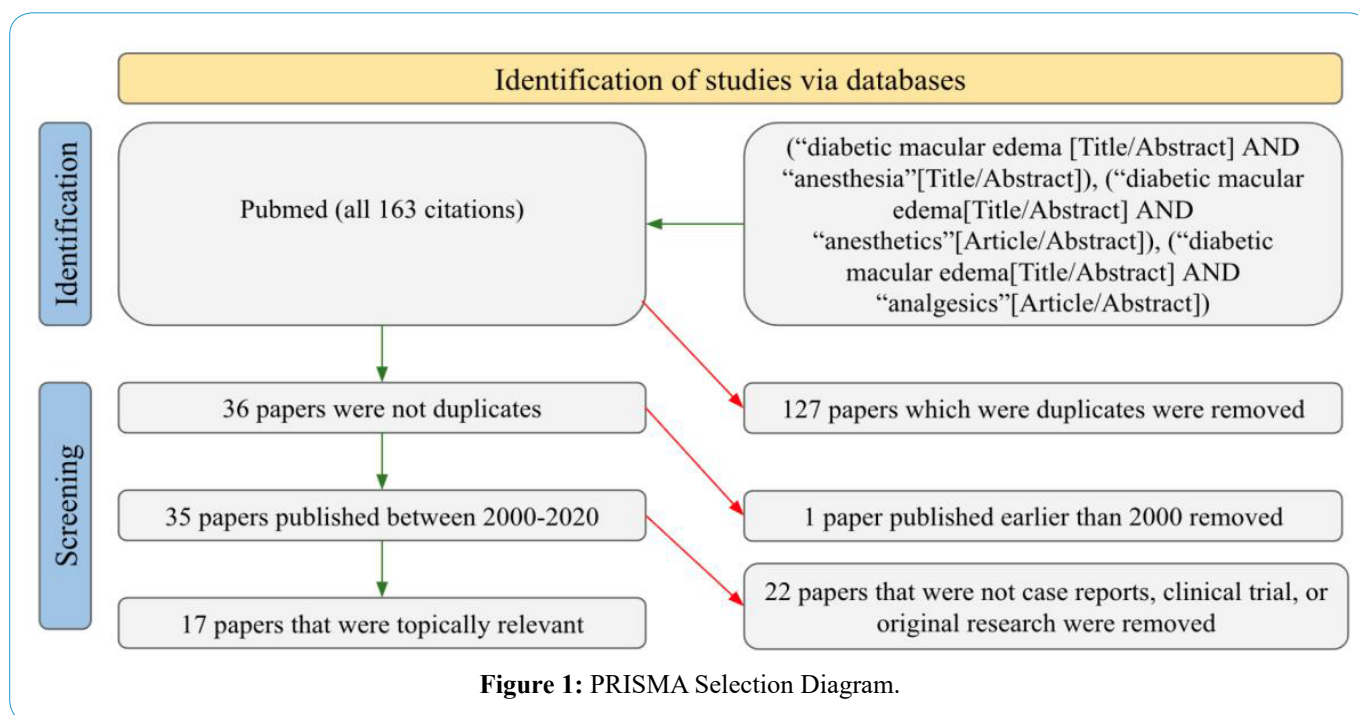 Identification of studies via databases
Identification
Pubmed (all 163 citations)
(“diabetic macular edema [Title/Abstract] AND
“anesthesia”[Title/Abstract]), (“diabetic macular
edema[Title/Abstract] AND
“anesthetics”[Article/Abstract]), (“diabetic
macular edema[Title/Abstract] AND
“analgesics”[Article/Abstract])
Screening
36 papers were not duplicates
127 papers which were duplicates were removed
35 papers published between 2000-2020
1 paper published earlier than 2000 removed
17 papers that were topically relevant
22 papers that were not case reports, clinical trial, or
original research were removed
Figure 1: PRISMA Selection Diagram.